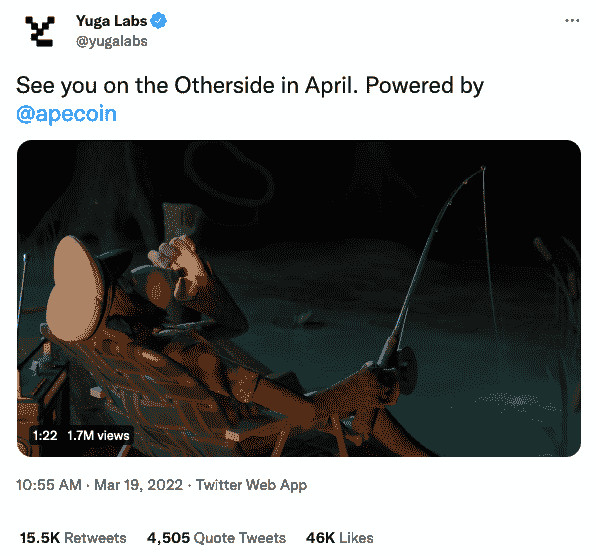 Yuga Labs
@yugalabs
See you on the Otherside in April. Powered by
@apecoin
1:22 1.7M views
10:55 AM · Mar 19, 2022 · Twitter Web App
15.5K Retweets 4,505 Quote Tweets 46K Likes